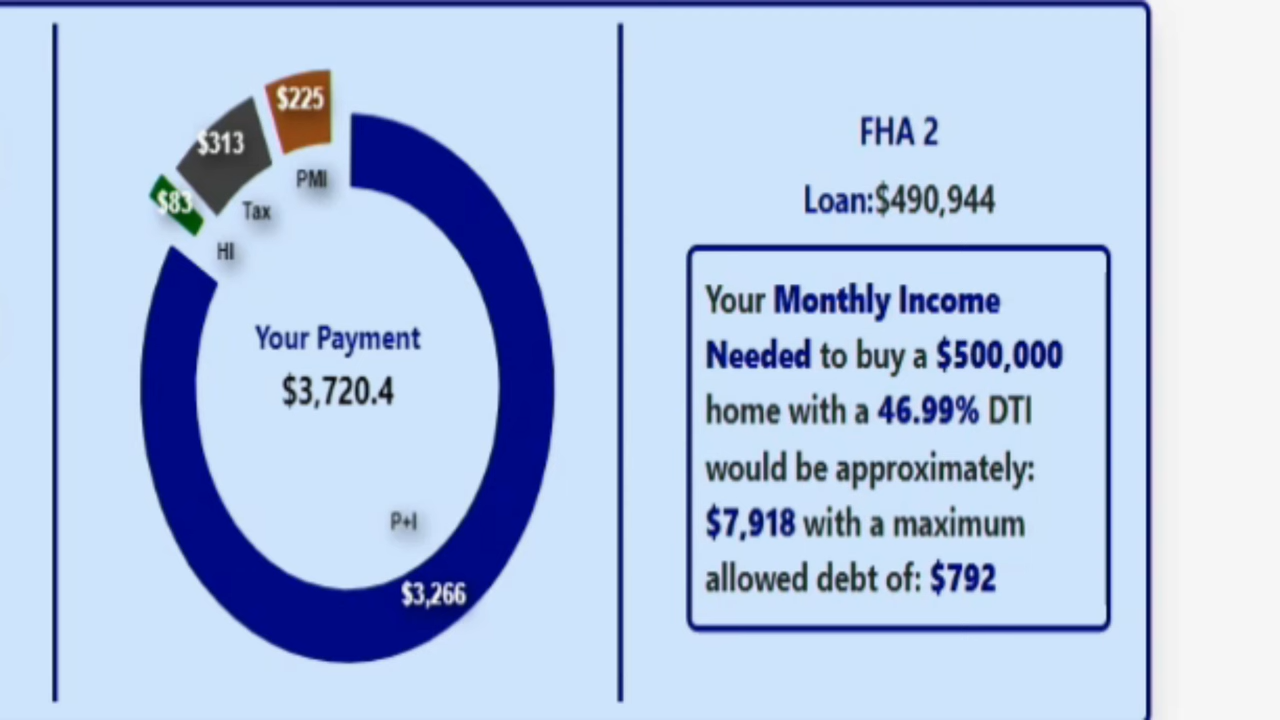 $225
$313
PMI
$83
Tax
HI
Your Payment
$3,720.4
P+I
$3,266
FHA 2
Loan:$490,944
Your Monthly Income
Needed to buy a $500,000
home with a 46.99% DTI
would be approximately:
$7,918 with a maximum
allowed debt of: $792